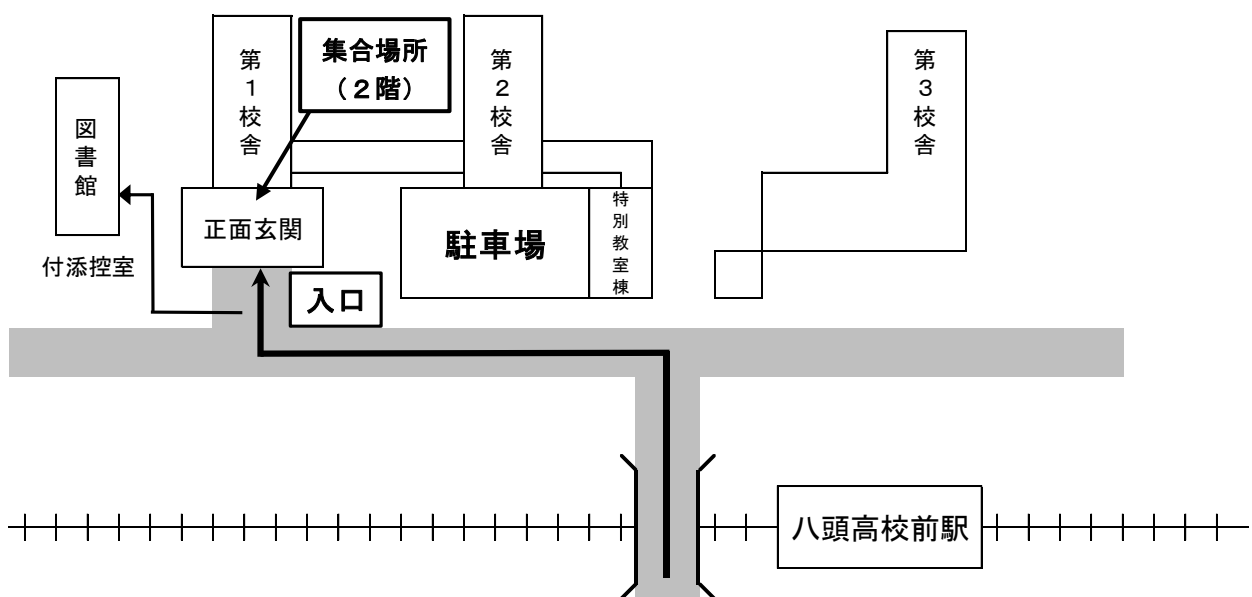 集合場所
（２階）
第１校舎
第２校舎
第３校舎
図書館
正面玄関
駐車場
特別教室棟
付添控室
入口
八頭高校前駅